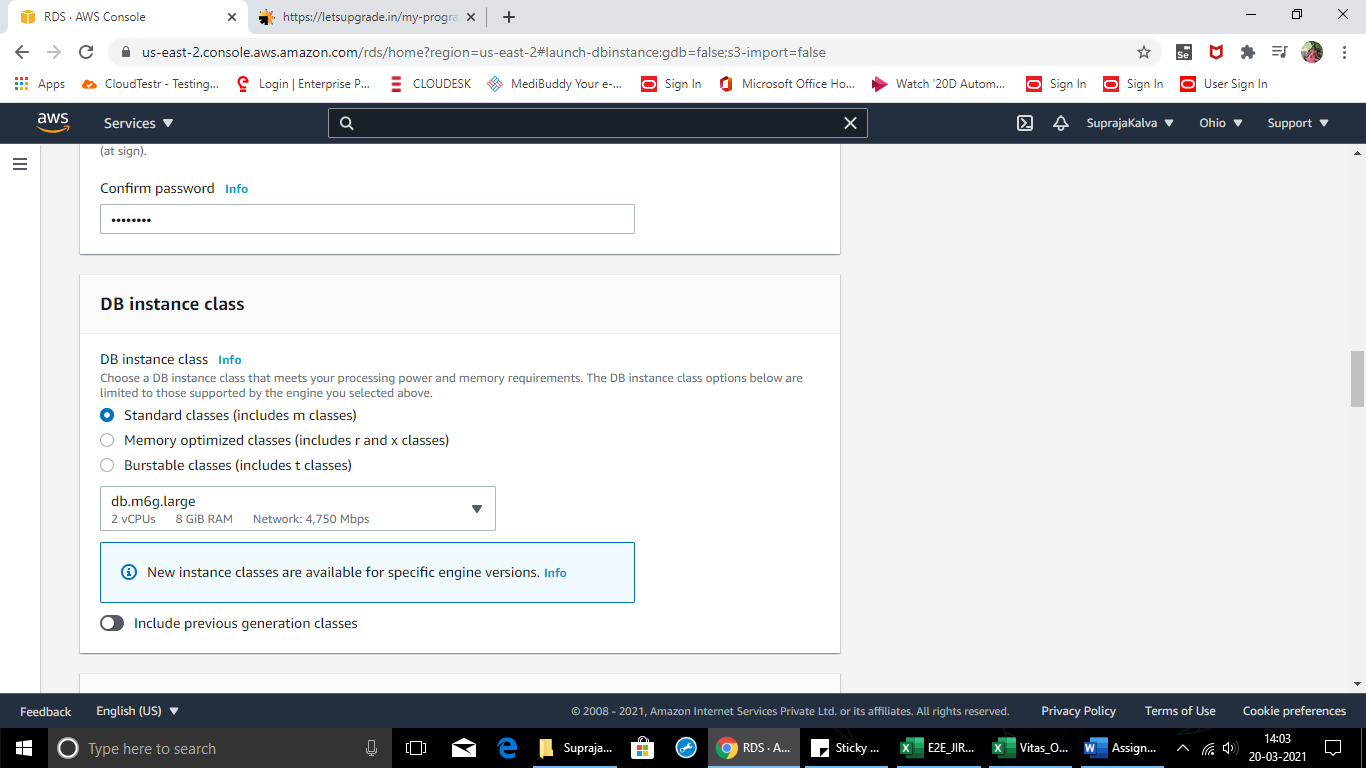 RDS · AWS Console
https://letsupgrade.in/my-progra
us-east-2.console.aws.amazon.com/rds/home?region=us-east-2#launch-dbinstance:gdb=false;s3-import=false
Apps
CloudTestr - Testing...
Login | Enterprise P...
CLOUDESK
MediBuddy Your e-...
Sign In
Microsoft Office Ho...
Watch '20D Autom...
Sign In
Sign In
User Sign In
aws
Services
SuprajaKalva
Ohio
Support
(at sign).
Confirm password Info
••••••••
DB instance class
DB instance class Info
Choose a DB instance class that meets your processing power and memory requirements. The DB instance class options below are
limited to those supported by the engine you selected above.
Standard classes (includes m classes)
Memory optimized classes (includes r and x classes)
Burstable classes (includes t classes)
db.m6g.large
2 vCPUs 8 GiB RAM Network: 4,750 Mbps
New instance classes are available for specific engine versions. Info
Include previous generation classes
Feedback
English (US)
© 2008 - 2021, Amazon Internet Services Private Ltd. or its affiliates. All rights reserved.
Privacy Policy
Terms of Use
Cookie preferences
Type here to search
Supraja...
RDS · A...
Sticky ...
E2E_JIR...
Vitas_O...
Assign...
14:03
20-03-2021